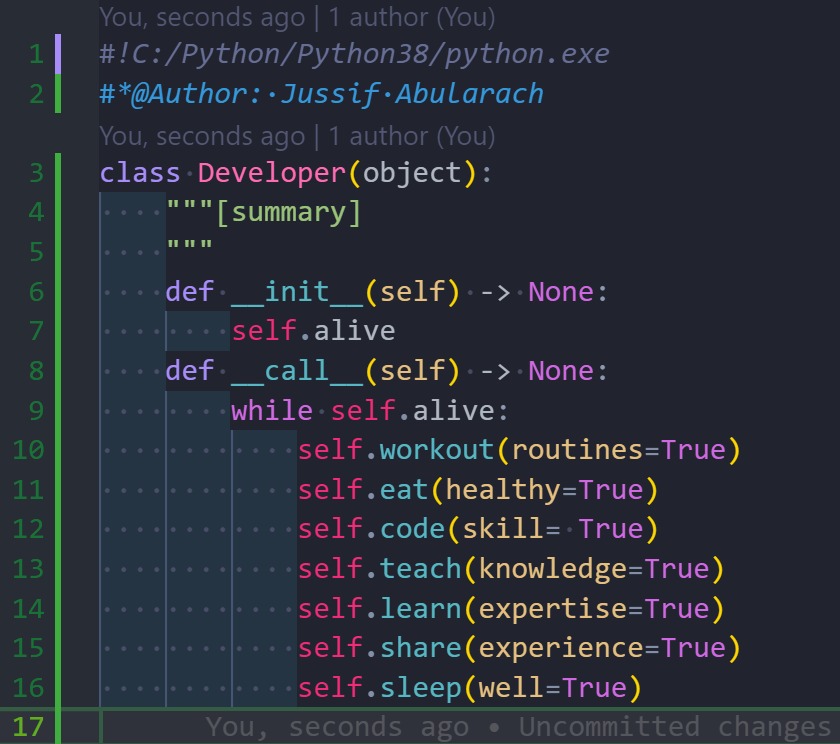 You, seconds ago | 1 author (You)
1 #!C:/Python/Python38/python.exe
2 #*@Author:·Jussif·Abularach
You, seconds ago | 1 author (You)
3 class·Developer(object):
4 ····"""[summary]
5 ····"""
6 ····def·__init__(self)·->·None:
7 ········self.alive
8 ····def·__call__(self)·->·None:
9 ········while·self.alive:
10 ············self.workout(routines=True)
11 ············self.eat(healthy=True)
12 ············self.code(skill=·True)
13 ············self.teach(knowledge=True)
14 ············self.learn(expertise=True)
15 ············self.share(experience=True)
16 ············self.sleep(well=True)
17 You, seconds ago • Uncommitted changes